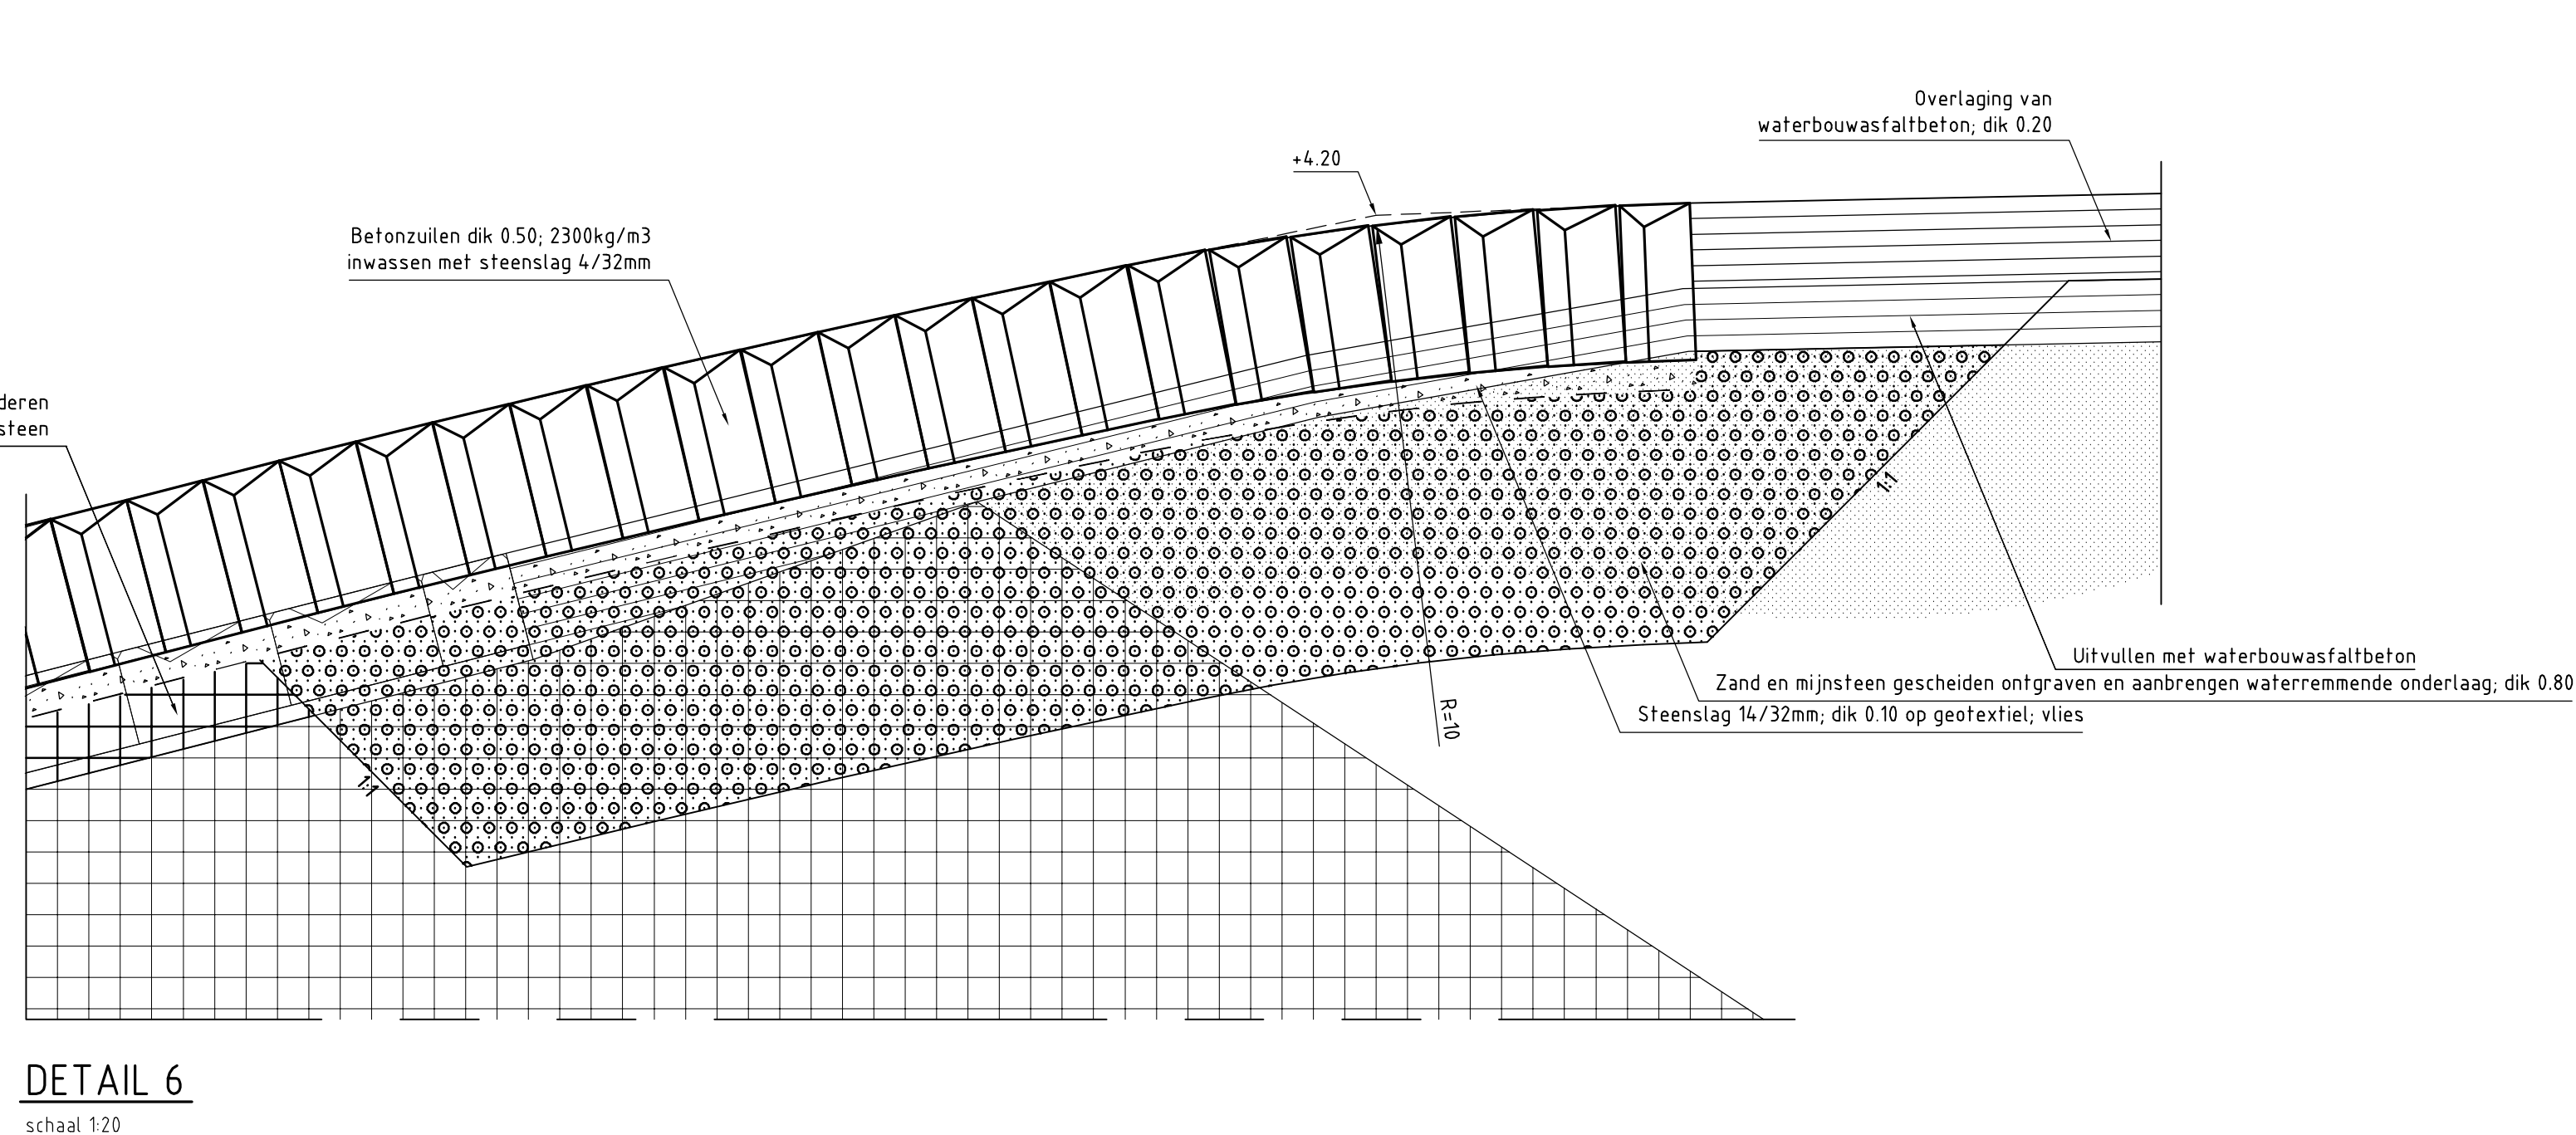 Overlaging van
waterbouwasfaltbeton; dik 0.20
+4.20
Betonzuilen dik 0.50; 2300kg/m3
inwassen met steenslag 4/32mm
deren
steen
1:1
1:1
R=10
Uitvullen met waterbouwasfaltbeton
Zand en mijnsteen gescheiden ontgraven en aanbrengen waterremmende onderlaag; dik 0.80
Steenslag 14/32mm; dik 0.10 op geotextiel; vlies
DETAIL 6
schaal 1:20